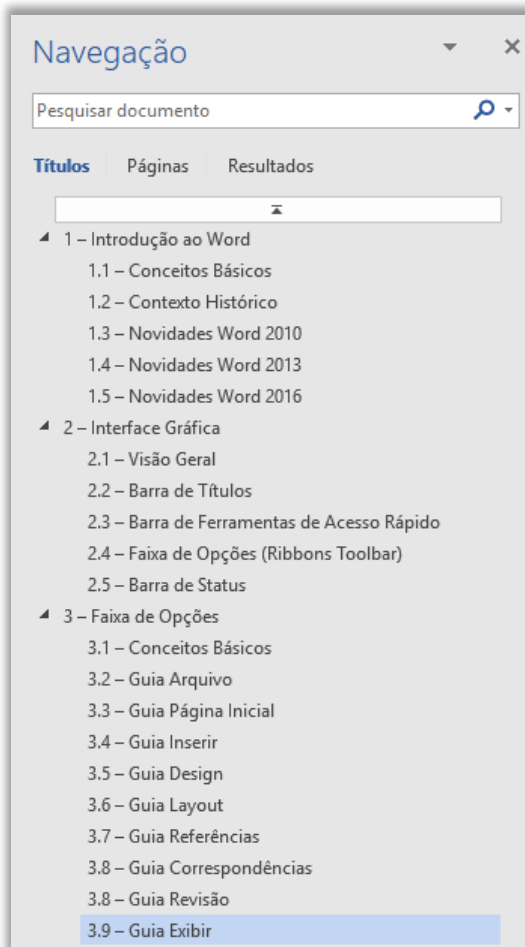 Navegação
Pesquisar documento
Títulos Páginas Resultados
1 – Introdução ao Word
1.1 – Conceitos Básicos
1.2 – Contexto Histórico
1.3 – Novidades Word 2010
1.4 – Novidades Word 2013
1.5 – Novidades Word 2016
2 – Interface Gráfica
2.1 – Visão Geral
2.2 – Barra de Títulos
2.3 – Barra de Ferramentas de Acesso Rápido
2.4 – Faixa de Opções (Ribbons Toolbar)
2.5 – Barra de Status
3 – Faixa de Opções
3.1 – Conceitos Básicos
3.2 – Guia Arquivo
3.3 – Guia Página Inicial
3.4 – Guia Inserir
3.5 – Guia Design
3.6 – Guia Layout
3.7 – Guia Referências
3.8 – Guia Correspondências
3.8 – Guia Revisão
3.9 – Guia Exibir